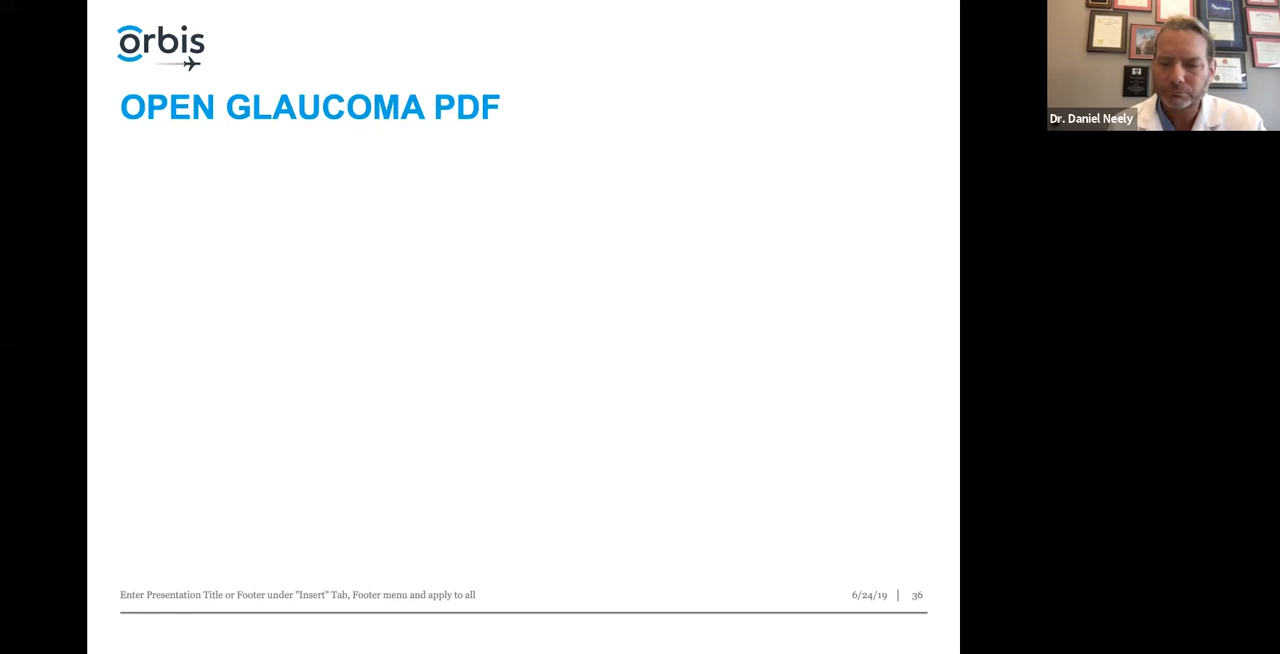 orbis
OPEN GLAUCOMA PDF
Dr. Daniel Neely
Enter Presentation Title or Footer under "Insert" Tab, Footer menu and apply to all
6/24/19 | 36